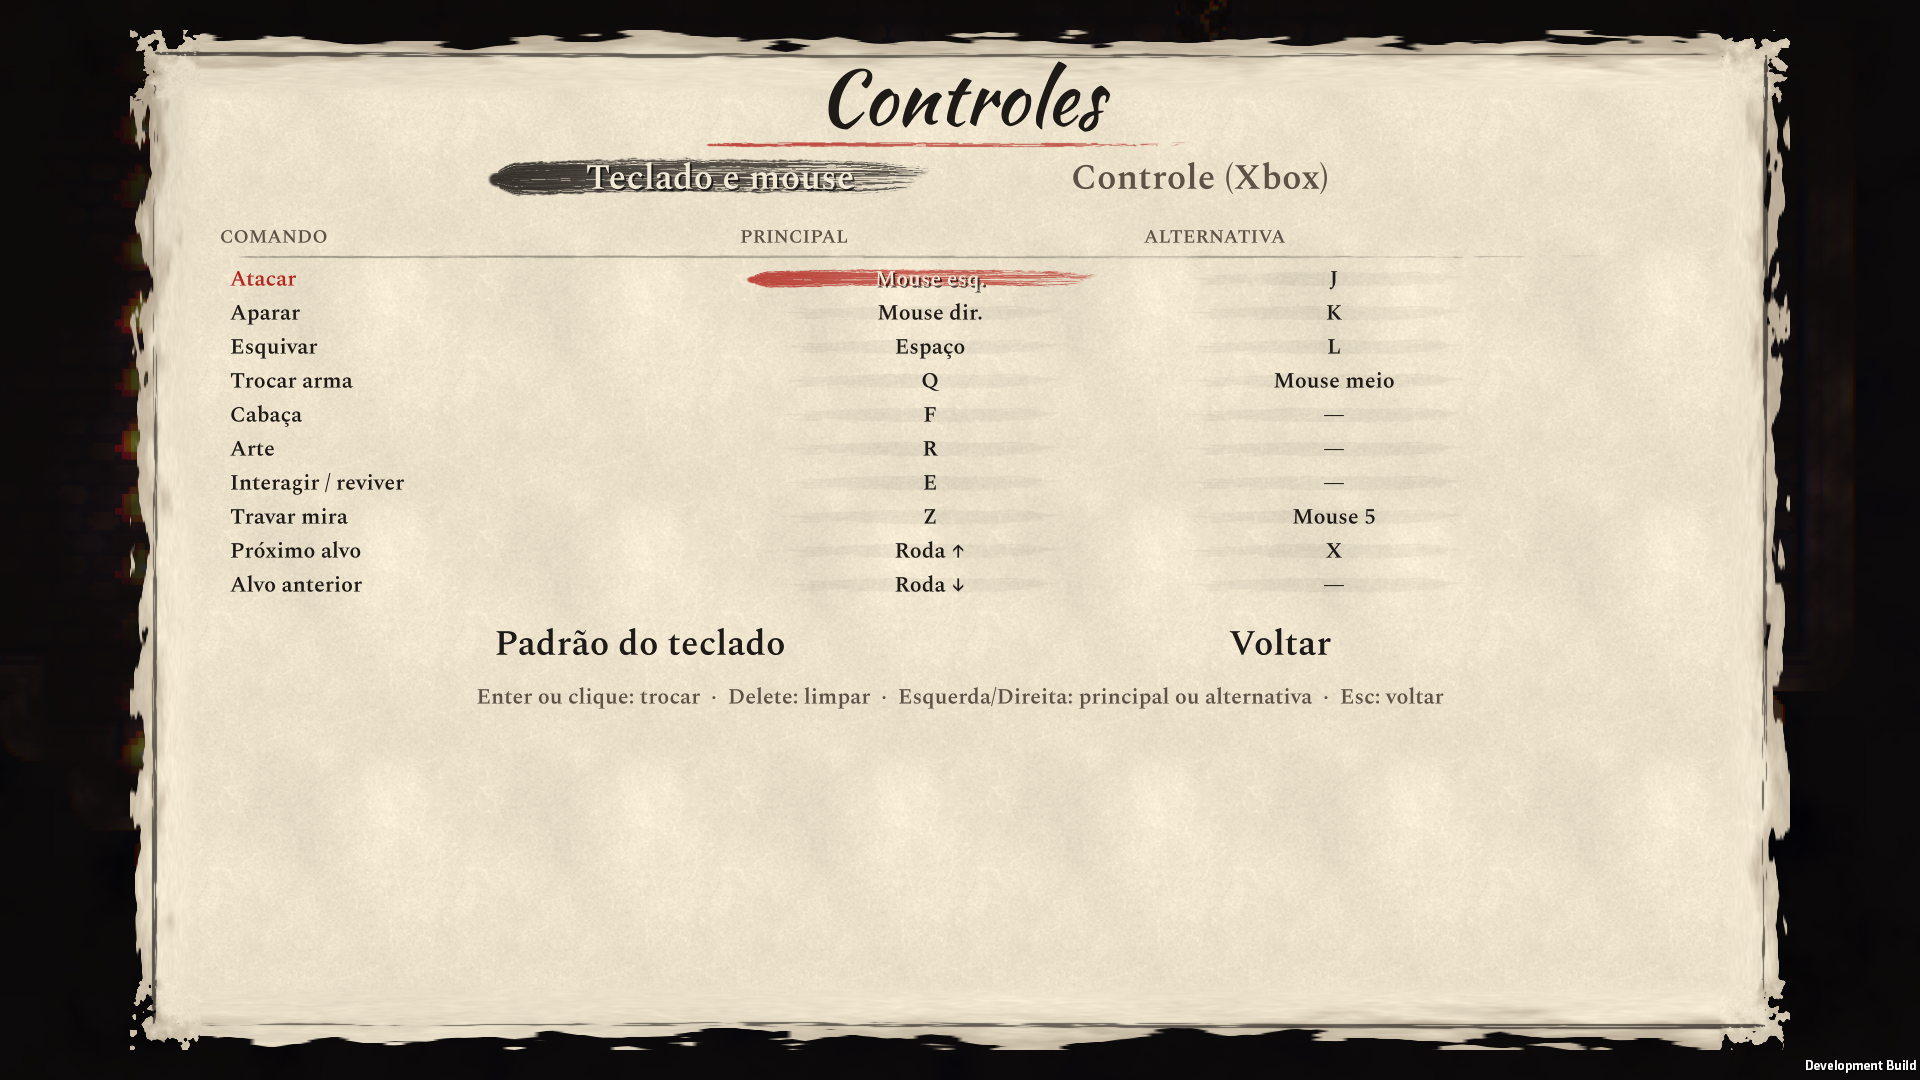 Controles
Teclado e mouse Controle (Xbox)
COMANDO PRINCIPAL ALTERNATIVA
Atacar Mouse esq. J
Aparar Mouse dir. K
Esquivar Espaço L
Trocar arma Q Mouse meio
Cabaça F —
Arte R —
Interagir / reviver E —
Travar mira Z Mouse 5
Próximo alvo Roda ↑ X
Alvo anterior Roda ↓ —
Padrão do teclado Voltar
Enter ou clique: trocar · Delete: limpar · Esquerda/Direita: principal ou alternativa · Esc: voltar
Development Build